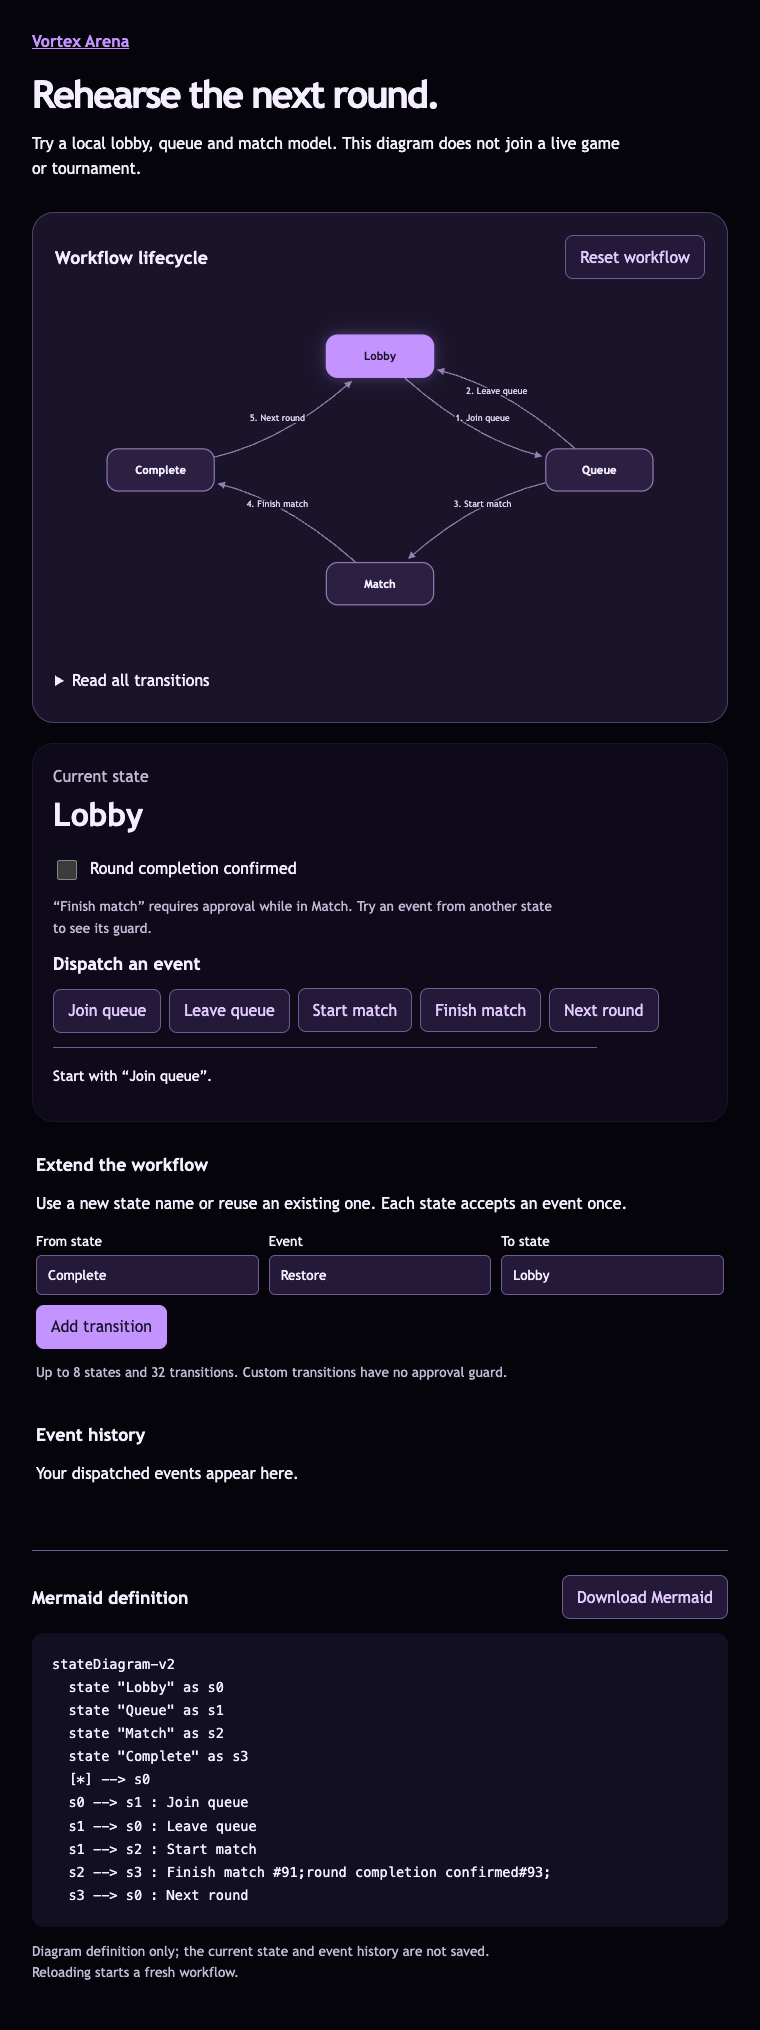 Vortex Arena
Rehearse the next round.
Try a local lobby, queue and match model. This diagram does not join a live game
or tournament.
Workflow lifecycle
Reset workflow
Lobby
2. Leave queue
5. Next round
1. Join queue
Complete
Queue
4. Finish match
3. Start match
Match
Read all transitions
Current state
Lobby
Round completion confirmed
“Finish match” requires approval while in Match. Try an event from another state
to see its guard.
Dispatch an event
Join queue
Leave queue
Start match
Finish match
Next round
Start with “Join queue”.
Extend the workflow
Use a new state name or reuse an existing one. Each state accepts an event once.
From state
Event
To state
Complete
Restore
Lobby
Add transition
Up to 8 states and 32 transitions. Custom transitions have no approval guard.
Event history
Your dispatched events appear here.
Mermaid definition
Download Mermaid
stateDiagram-v2
state "Lobby" as s0
state "Queue" as s1
state "Match" as s2
state "Complete" as s3
[*] --> s0
s0 --> s1 : Join queue
s1 --> s0 : Leave queue
s1 --> s2 : Start match
s2 --> s3 : Finish match #91;round completion confirmed#93;
s3 --> s0 : Next round
Diagram definition only; the current state and event history are not saved.
Reloading starts a fresh workflow.